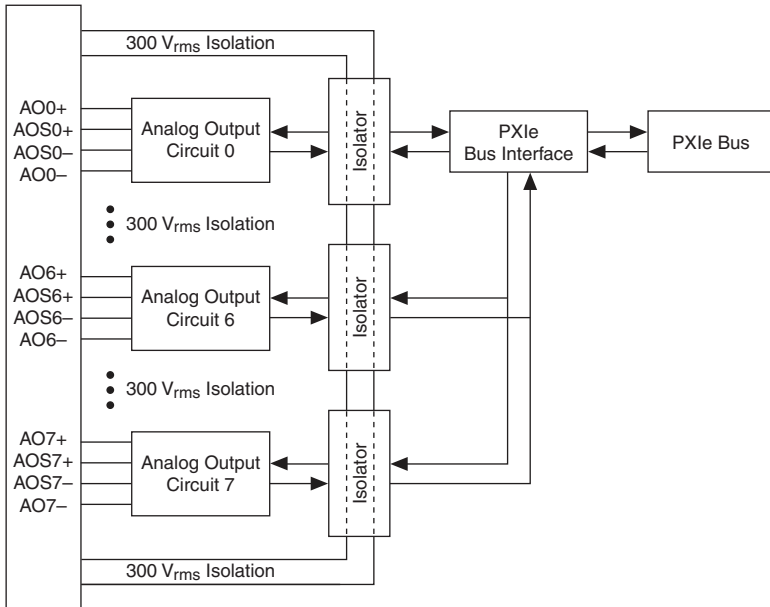 300 Vrms Isolation
AO0+
AOS0+
AOS0–
AO0–
Analog Output
Circuit 0
Isolator
PXIe
Bus Interface
PXIe Bus
300 Vrms Isolation
AO6+
AOS6+
AOS6–
AO6–
Analog Output
Circuit 6
Isolator
300 Vrms Isolation
AO7+
AOS7+
AOS7–
AO7–
Analog Output
Circuit 7
Isolator
300 Vrms Isolation